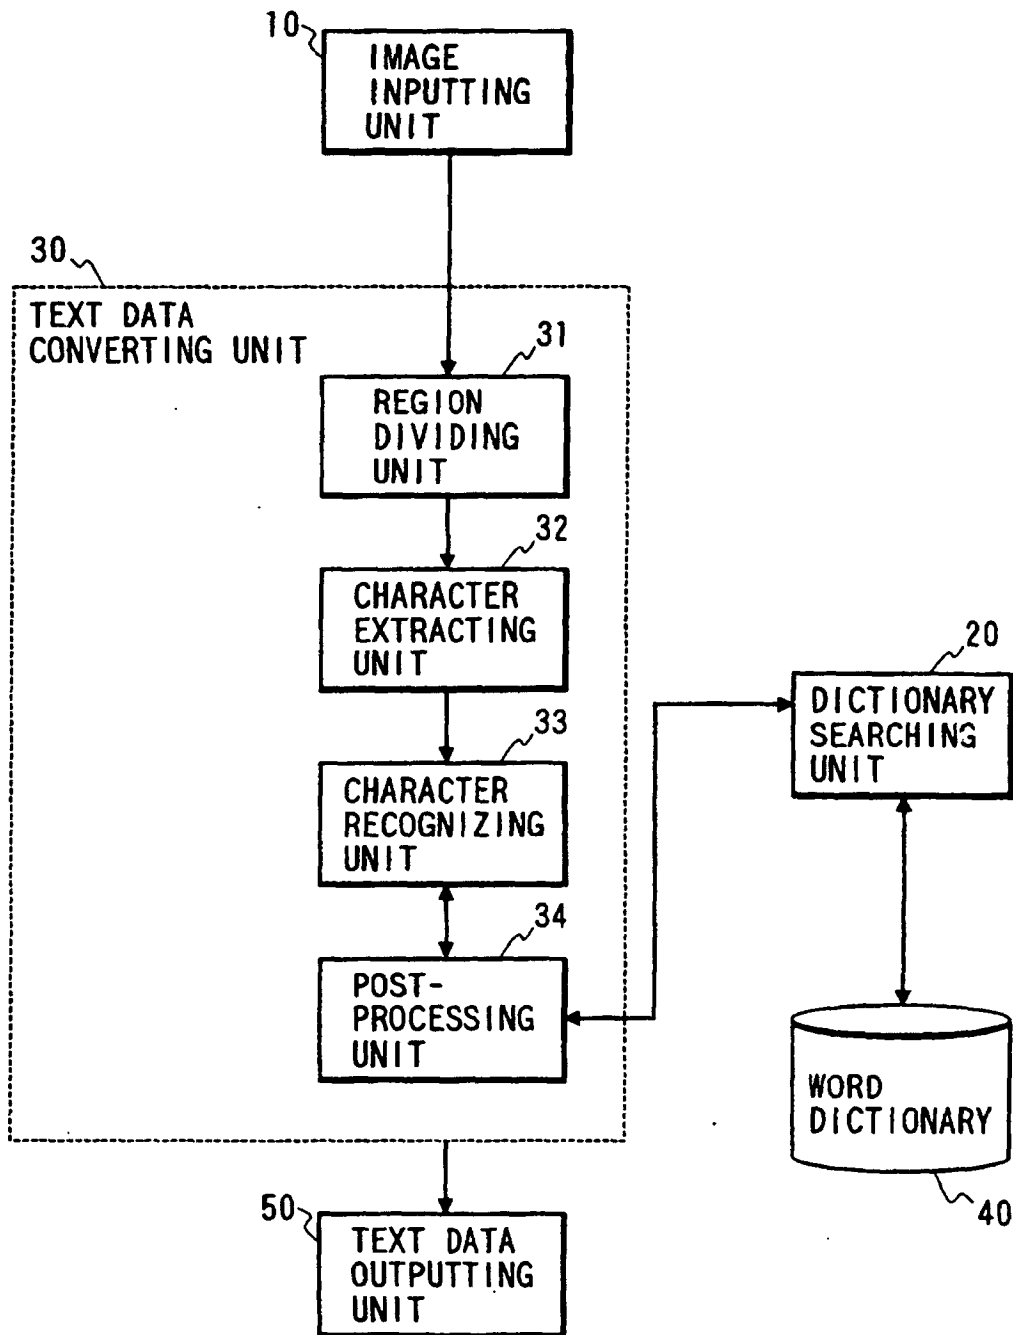 10
IMAGE
INPUTTING
UNIT
30
TEXT DATA
CONVERTING UNIT
31
REGION
DIVIDING
UNIT
32
CHARACTER
EXTRACTING
UNIT
20
DICTIONARY
SEARCHING
UNIT
33
CHARACTER
RECOGNIZING
UNIT
34
POST-
PROCESSING
UNIT
WORD
DICTIONARY
40
50
TEXT DATA
OUTPUTTING
UNIT